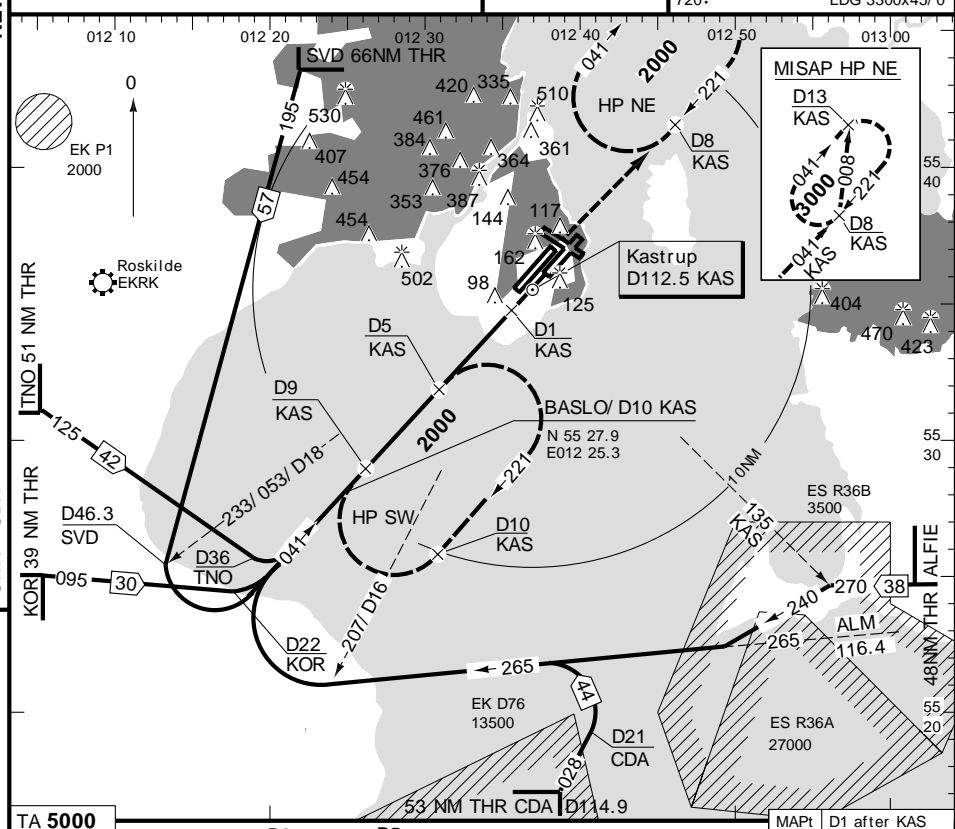 720'
LDG 3300x45/ 0
012 10
012 20
012 30
012 40
012 50
013 00
SVD 66NM THR
0
195
530
EK P1
2000
407
420
335
510
461
384
376
364
361
454
353
387
144
454
502
117
162
98
125
041
2000
221
HP NE
D8
KAS
MISAP HP NE
D13
KAS
041
3000
008
221
D8
KAS
041
KAS
55
40
57
Roskilde
EKRK
Kastrup
D112.5 KAS
404
470
423
D1
KAS
D5
KAS
D9
KAS
TNO 51 NM THR
125
42
2000
BASLO/ D10 KAS
N 55 27.9
E012 25.3
221
10NM
55
30
233/ 053/ D18
HP SW
D10
KAS
135
KAS
ES R36B
3500
D46.3
SVD
D36
TNO
041
KOR 39 NM THR
095
30
D22
KOR
207/ D16
270
38
240
48NM THR ALFIE
ALM
116.4
265
265
44
EK D76
13500
D21
CDA
ES R36A
27000
55
20
028
53 NM THR CDA D114.9
TA 5000
MAPt
D1 after KAS